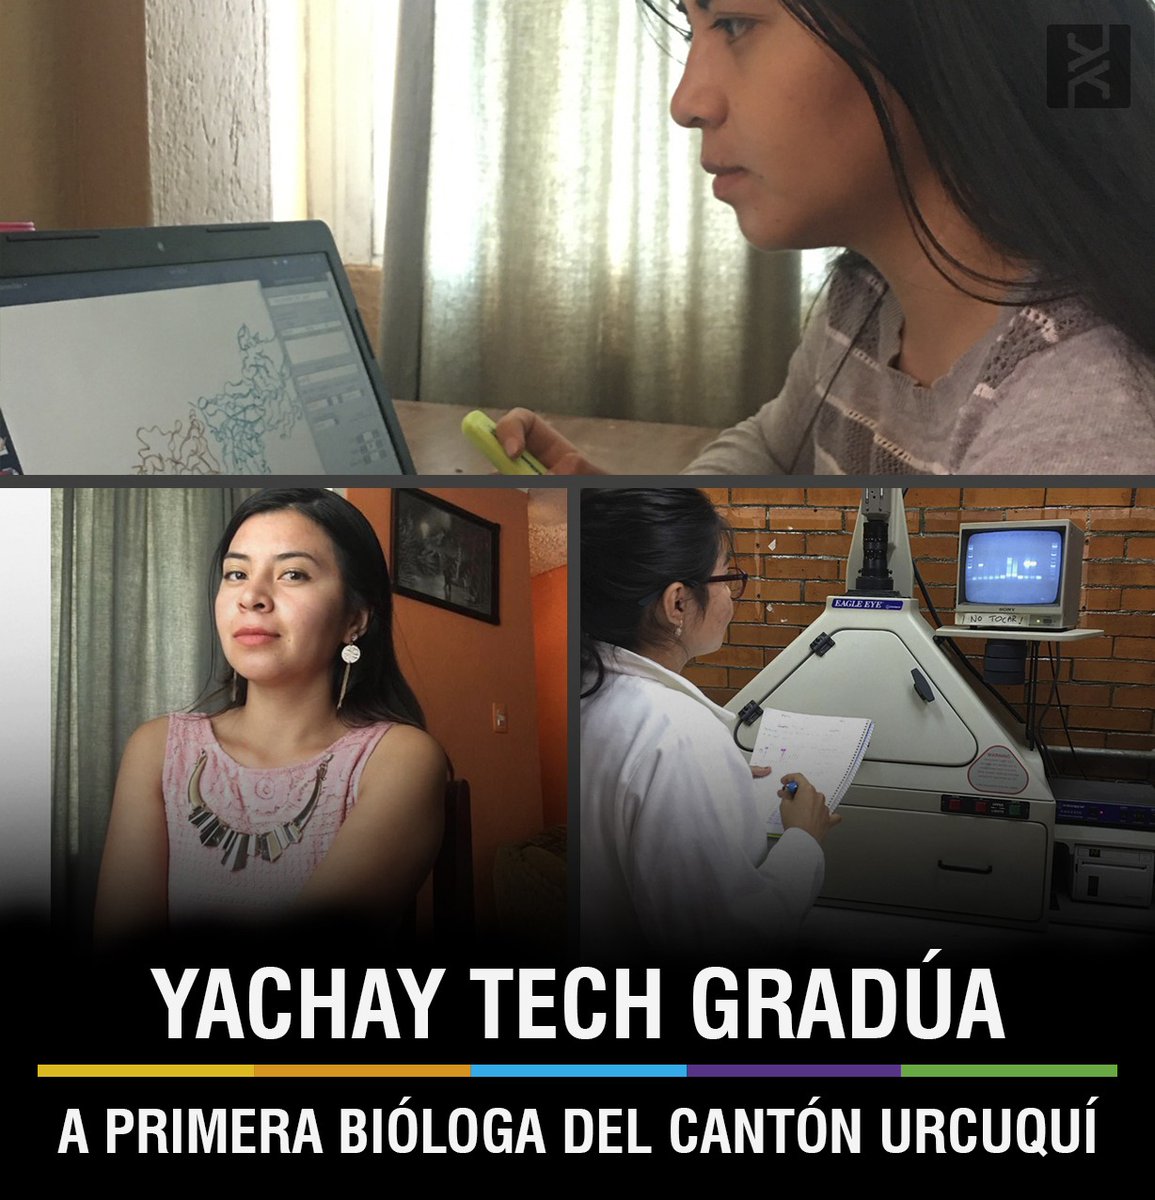 EAGLE EYE
SONY
¡ NO TOCAR !
YACHAY TECH GRADÚA
A PRIMERA BIÓLOGA DEL CANTÓN URCUQUÍ